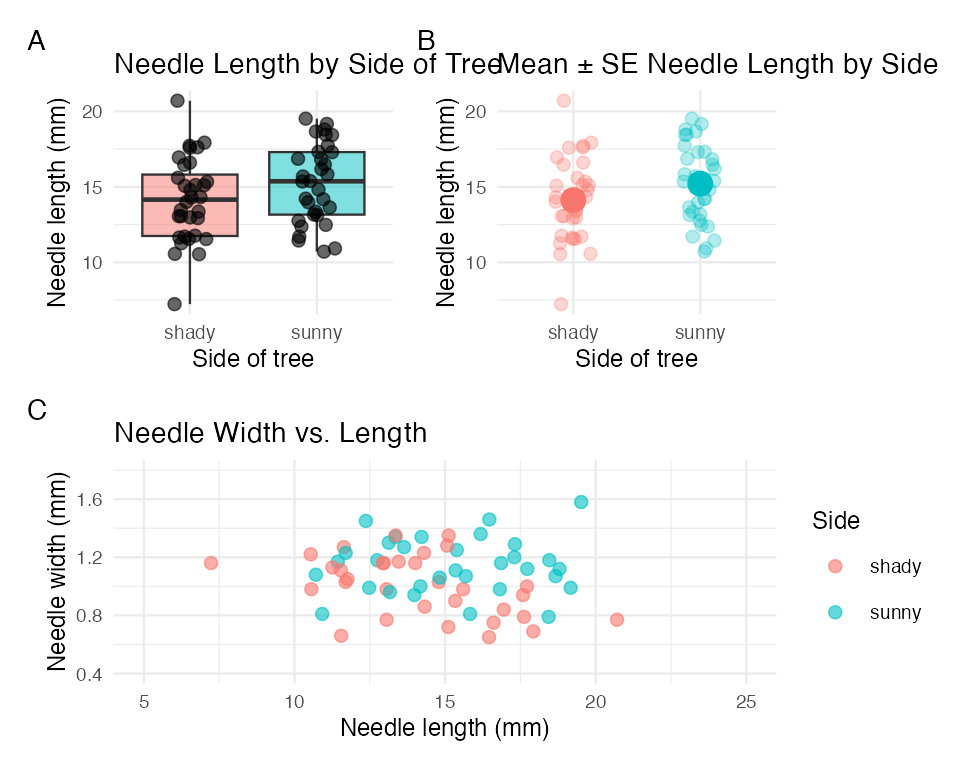 A
B
Needle Length by Side of Tree
Mean ± SE Needle Length by Side
Needle length (mm)
20
15
10
shady
sunny
Side of tree
Needle length (mm)
20
15
10
shady
sunny
Side of tree
C
Needle Width vs. Length
Needle width (mm)
1.6
1.2
0.8
0.4
5
10
15
20
25
Needle length (mm)
Side
shady
sunny